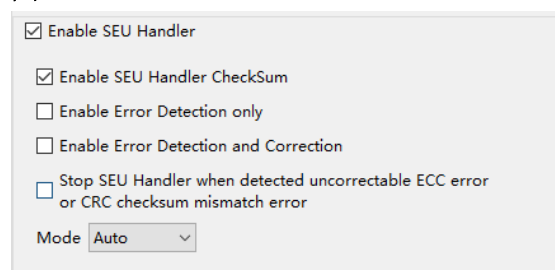 Enable SEU Handler
Enable SEU Handler CheckSum
Enable Error Detection only
Enable Error Detection and Correction
Stop SEU Handler when detected uncorrectable ECC error
or CRC checksum mismatch error
Mode Auto